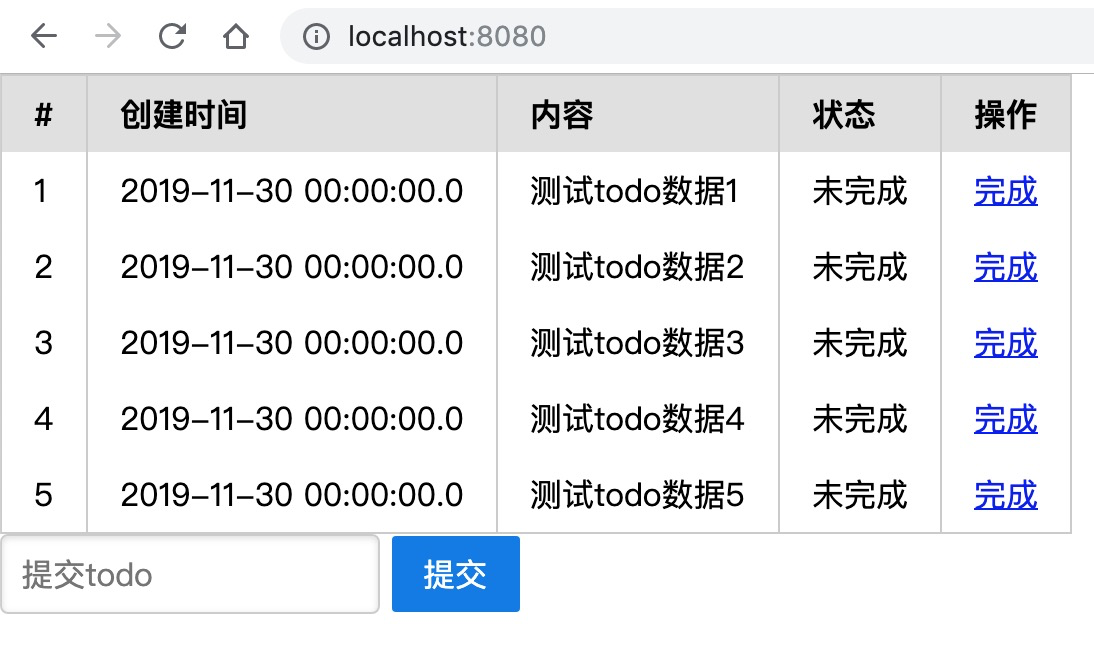 localhost:8080
# 创建时间 内容 状态 操作
1 2019-11-30 00:00:00.0 测试todo数据1 未完成 完成
2 2019-11-30 00:00:00.0 测试todo数据2 未完成 完成
3 2019-11-30 00:00:00.0 测试todo数据3 未完成 完成
4 2019-11-30 00:00:00.0 测试todo数据4 未完成 完成
5 2019-11-30 00:00:00.0 测试todo数据5 未完成 完成
提交todo 提交